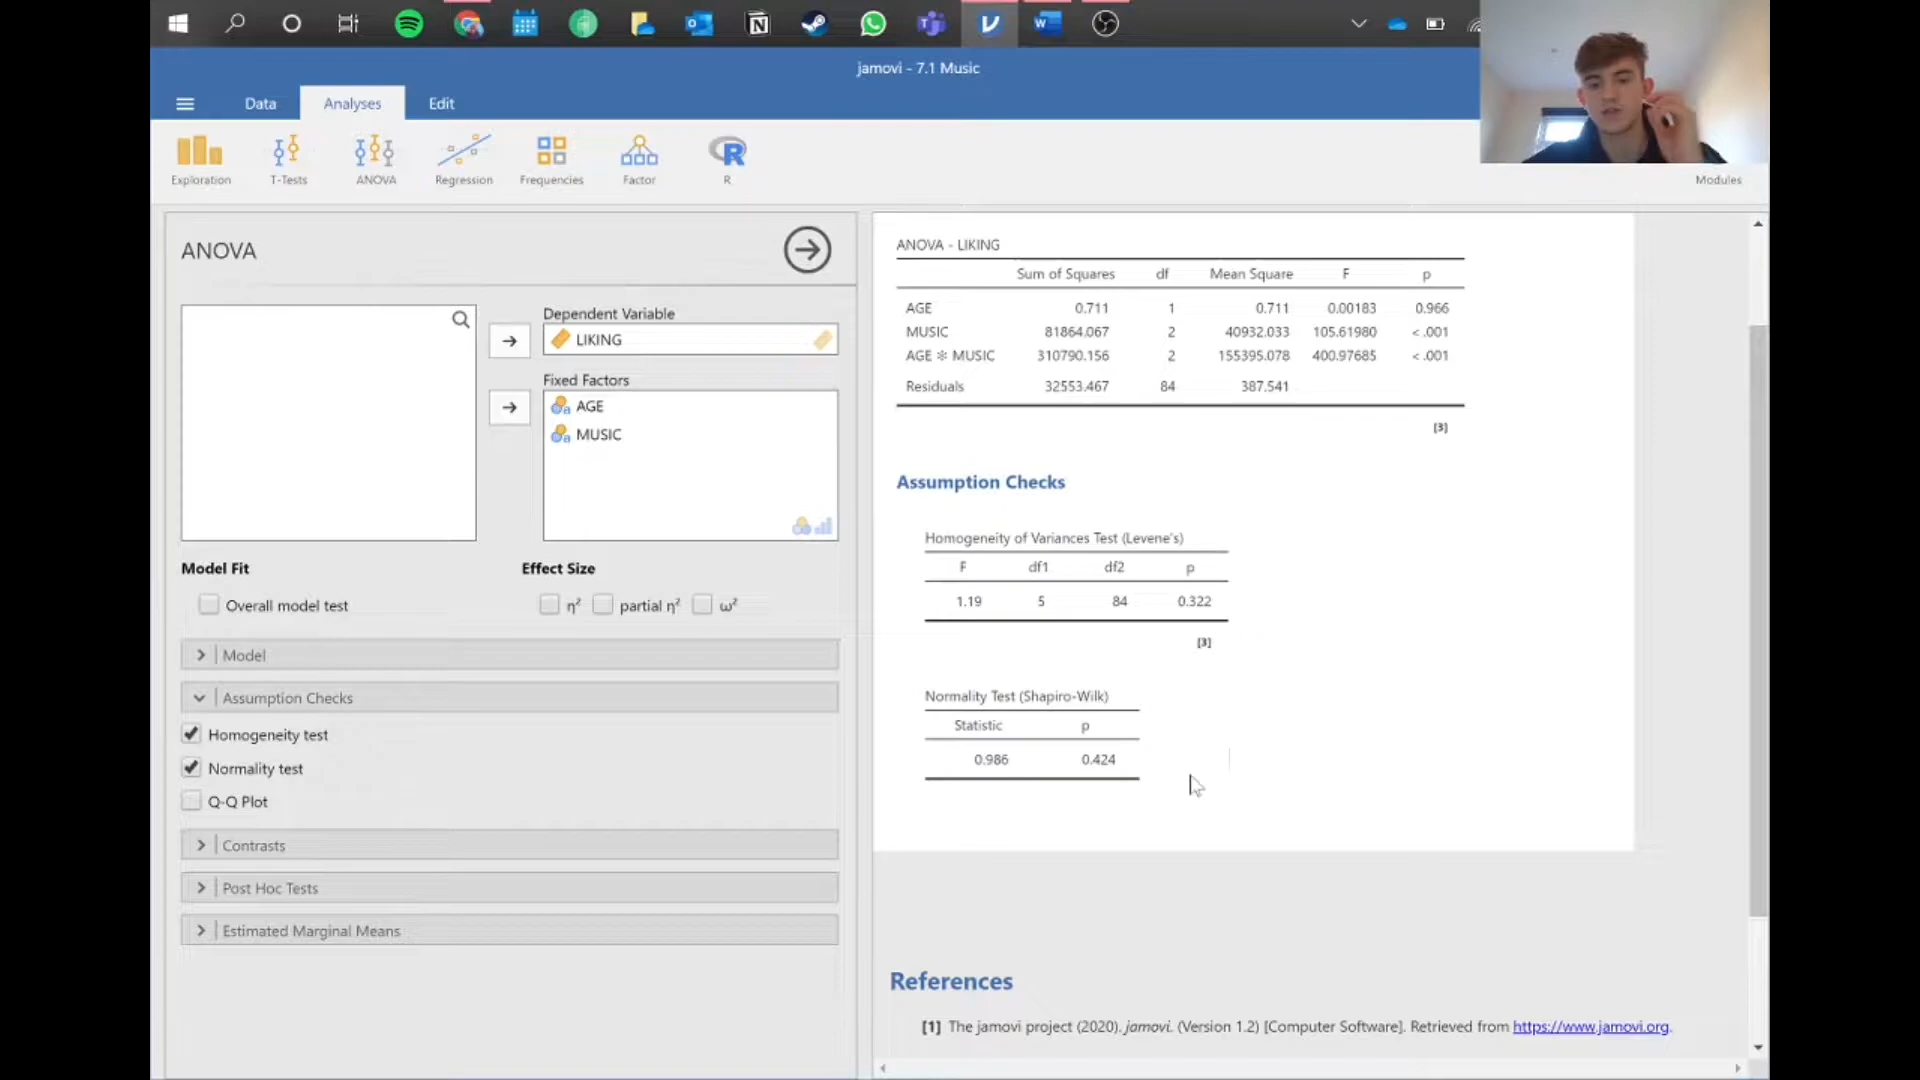 jamovi - 7.1 Music
Data
Analyses
Edit
Exploration
T-Tests
ANOVA
Regression
Frequencies
Factor
R
Modules
ANOVA
Dependent Variable
LIKING
Fixed Factors
AGE
MUSIC
Model Fit
Effect Size
Overall model test
η²
partial η²
ω²
Model
Assumption Checks
Homogeneity test
Normality test
Q-Q Plot
Contrasts
Post Hoc Tests
Estimated Marginal Means
ANOVA - LIKING
Sum of Squares df Mean Square F p
AGE 0.711 1 0.711 0.00183 0.966
MUSIC 81864.067 2 40932.033 105.61980 < .001
AGE ✻ MUSIC 310790.156 2 155395.078 400.97685 < .001
Residuals 32553.467 84 387.541
[3]
Assumption Checks
Homogeneity of Variances Test (Levene's)
F df1 df2 p
1.19 5 84 0.322
[3]
Normality Test (Shapiro-Wilk)
Statistic p
0.986 0.424
References
[1] The jamovi project (2020). jamovi. (Version 1.2) [Computer Software]. Retrieved from https://www.jamovi.org.